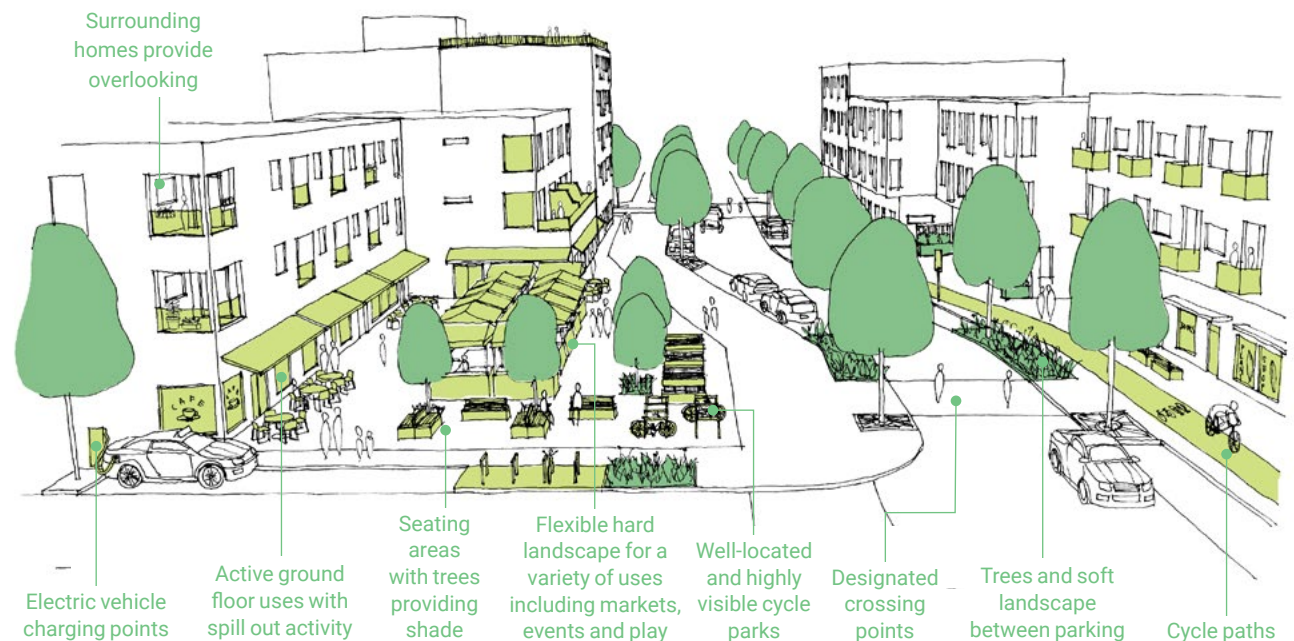 Surrounding
homes provide
overlooking
CAFE
Electric vehicle
charging points
Active ground
floor uses with
spill out activity
Seating
areas
with trees
providing
shade
Flexible hard
landscape for a
variety of uses
including markets,
events and play
Well-located
and highly
visible cycle
parks
Designated
crossing
points
Trees and soft
landscape
between parking
Cycle paths